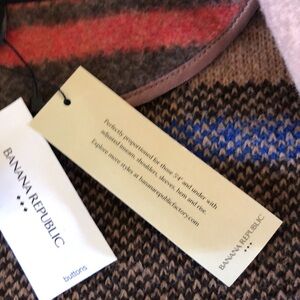 BANANA REPUBLIC
buttons
Perfectly proportioned for those 5'4" and under with
adjusted inseam, shoulders, sleeves, hem and rise.
Explore more styles at bananarepublicfactory.com
BANANA REPUBLIC